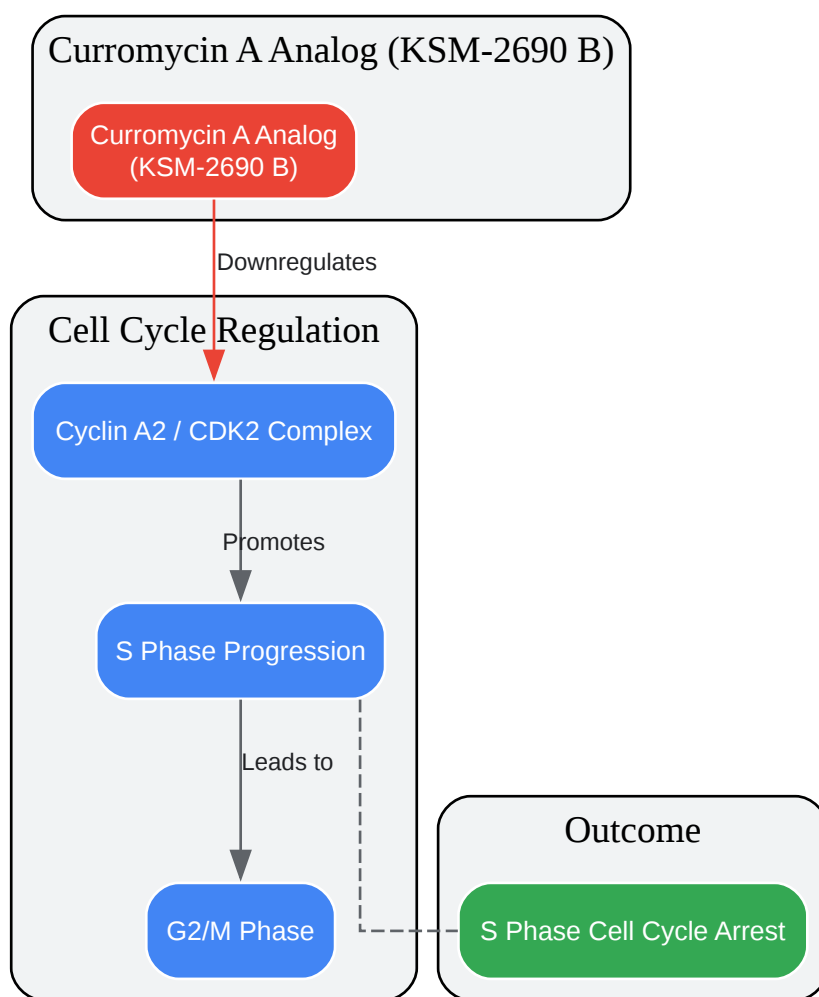 Curromycin A Analog (KSM-2690 B)
Curromycin A Analog
(KSM-2690 B)
Downregulates
Cell Cycle Regulation
Cyclin A2 / CDK2 Complex
Promotes
S Phase Progression
Leads to
Outcome
G2/M Phase
S Phase Cell Cycle Arrest